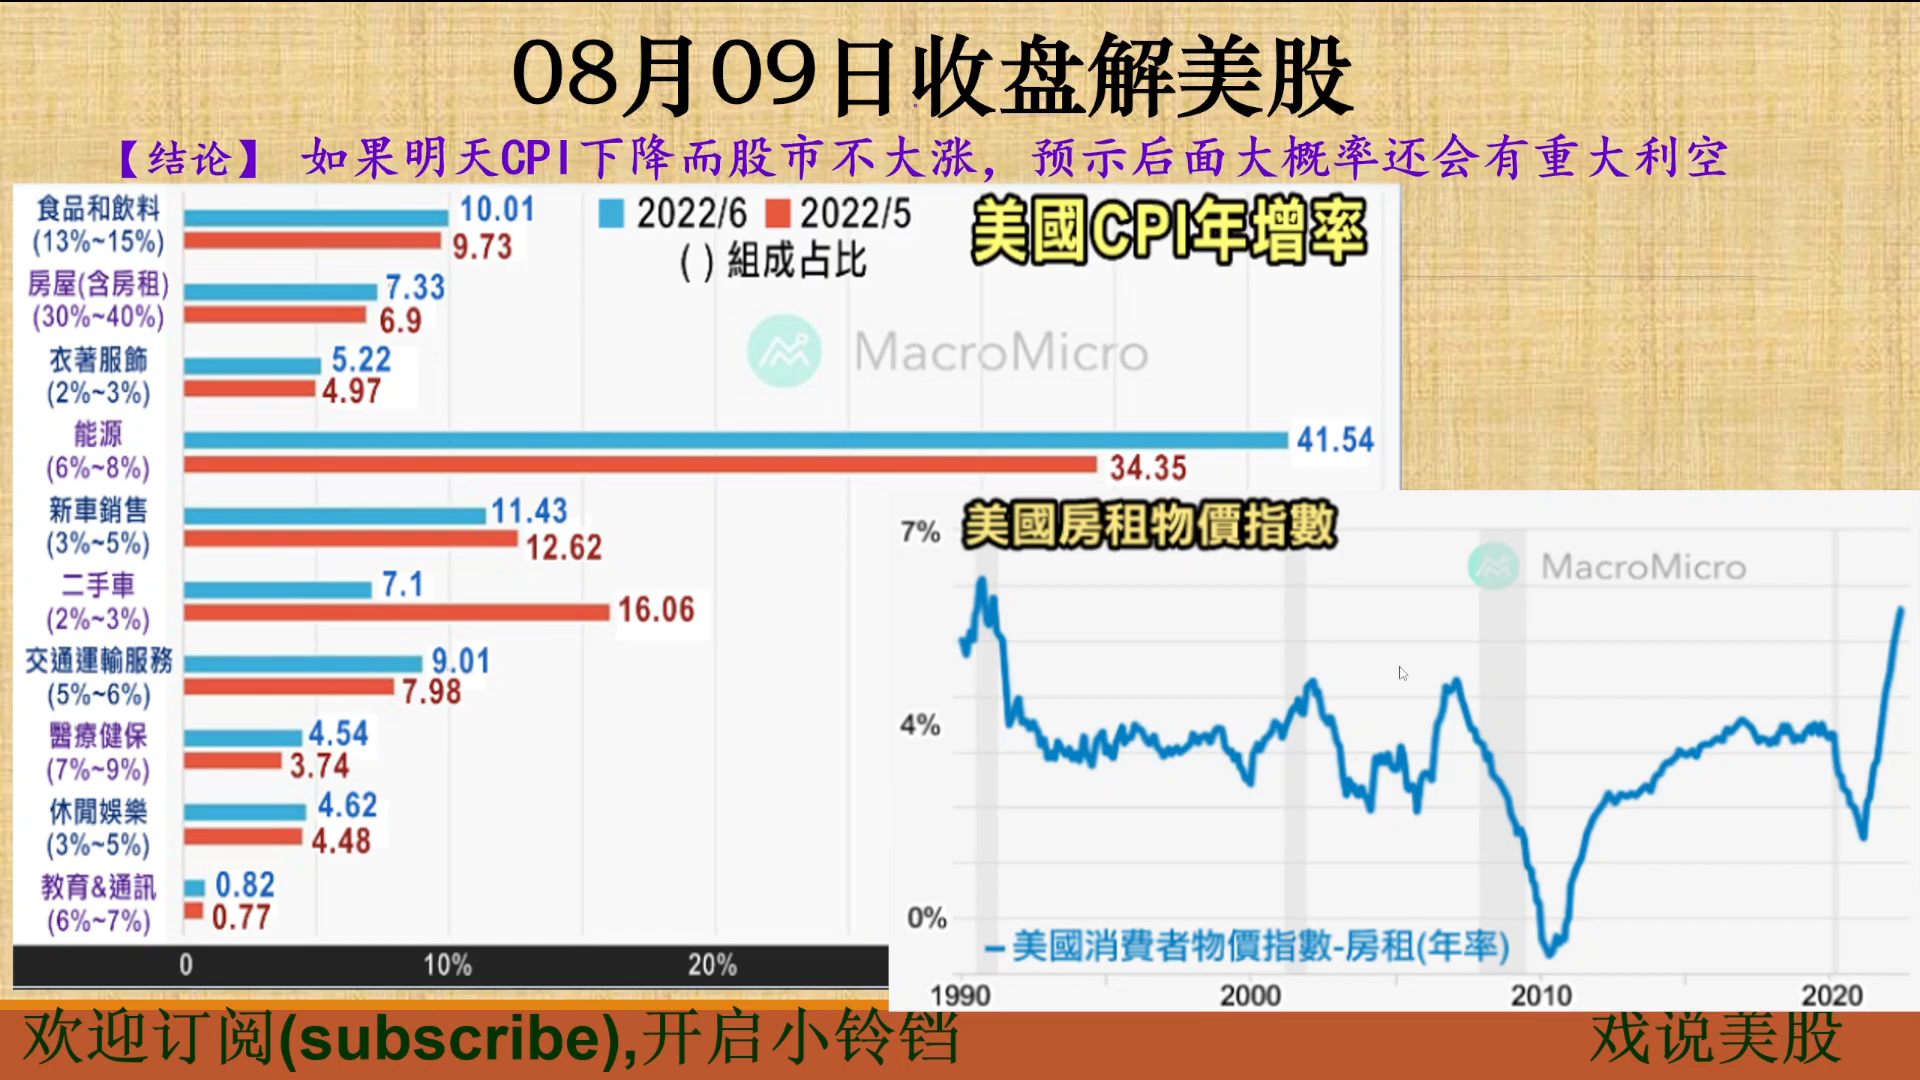 08月09日收盘解美股
【结论】 如果明天CPI下降而股市不大涨，预示后面大概率还会有重大利空
美國CPI年增率
2022/6 2022/5
( ) 組成占比
MacroMicro
食品和飲料
(13%~15%)
10.01
9.73
房屋(含房租)
(30%~40%)
7.33
6.9
衣著服飾
(2%~3%)
5.22
4.97
能源
(6%~8%)
41.54
34.35
新車銷售
(3%~5%)
11.43
12.62
二手車
(2%~3%)
7.1
16.06
交通運輸服務
(5%~6%)
9.01
7.98
醫療健保
(7%~9%)
4.54
3.74
休閒娛樂
(3%~5%)
4.62
4.48
教育&通訊
(6%~7%)
0.82
0.77
0 10% 20%
美國房租物價指數
MacroMicro
7%
4%
0%
美國消費者物價指數-房租(年率)
1990 2000 2010 2020
欢迎订阅(subscribe),开启小铃铛
戏说美股